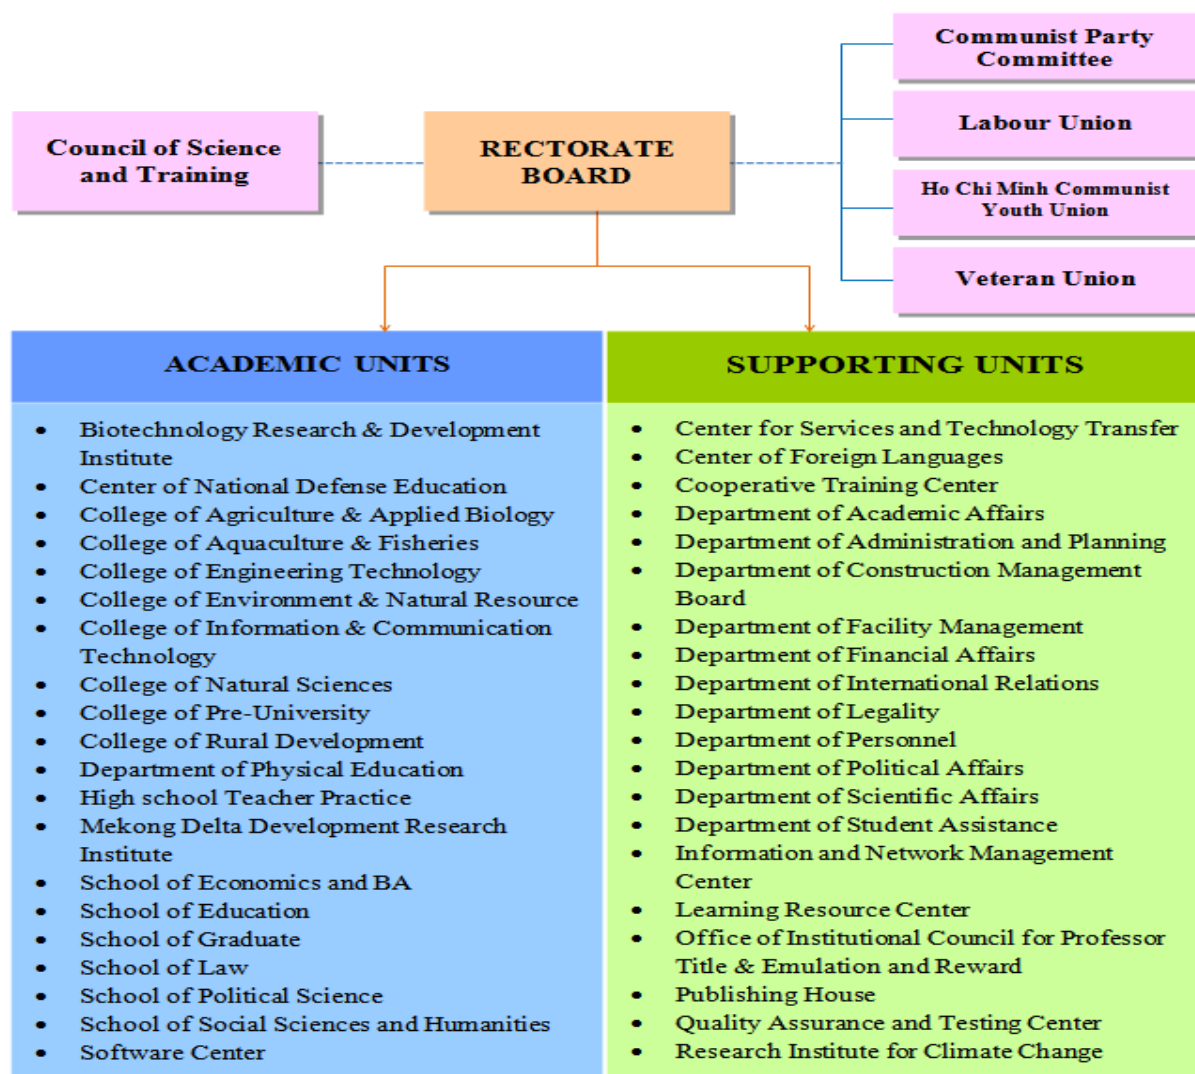 Communist Party
Committee
Council of Science
and Training
RECTORATE
BOARD
Labour Union
Ho Chi Minh Communist
Youth Union
Veteran Union
ACADEMIC UNITS
• Biotechnology Research & Development
Institute
• Center of National Defense Education
• College of Agriculture & Applied Biology
• College of Aquaculture & Fisheries
• College of Engineering Technology
• College of Environment & Natural Resource
• College of Information & Communication
Technology
• College of Natural Sciences
• College of Pre-University
• College of Rural Development
• Department of Physical Education
• High school Teacher Practice
• Mekong Delta Development Research
Institute
• School of Economics and BA
• School of Education
• School of Graduate
• School of Law
• School of Political Science
• School of Social Sciences and Humanities
• Software Center
SUPPORTING UNITS
• Center for Services and Technology Transfer
• Center of Foreign Languages
• Cooperative Training Center
• Department of Academic Affairs
• Department of Administration and Planning
• Department of Construction Management
Board
• Department of Facility Management
• Department of Financial Affairs
• Department of International Relations
• Department of Legality
• Department of Personnel
• Department of Political Affairs
• Department of Scientific Affairs
• Department of Student Assistance
• Information and Network Management
Center
• Learning Resource Center
• Office of Institutional Council for Professor
Title & Emulation and Reward
• Publishing House
• Quality Assurance and Testing Center
• Research Institute for Climate Change